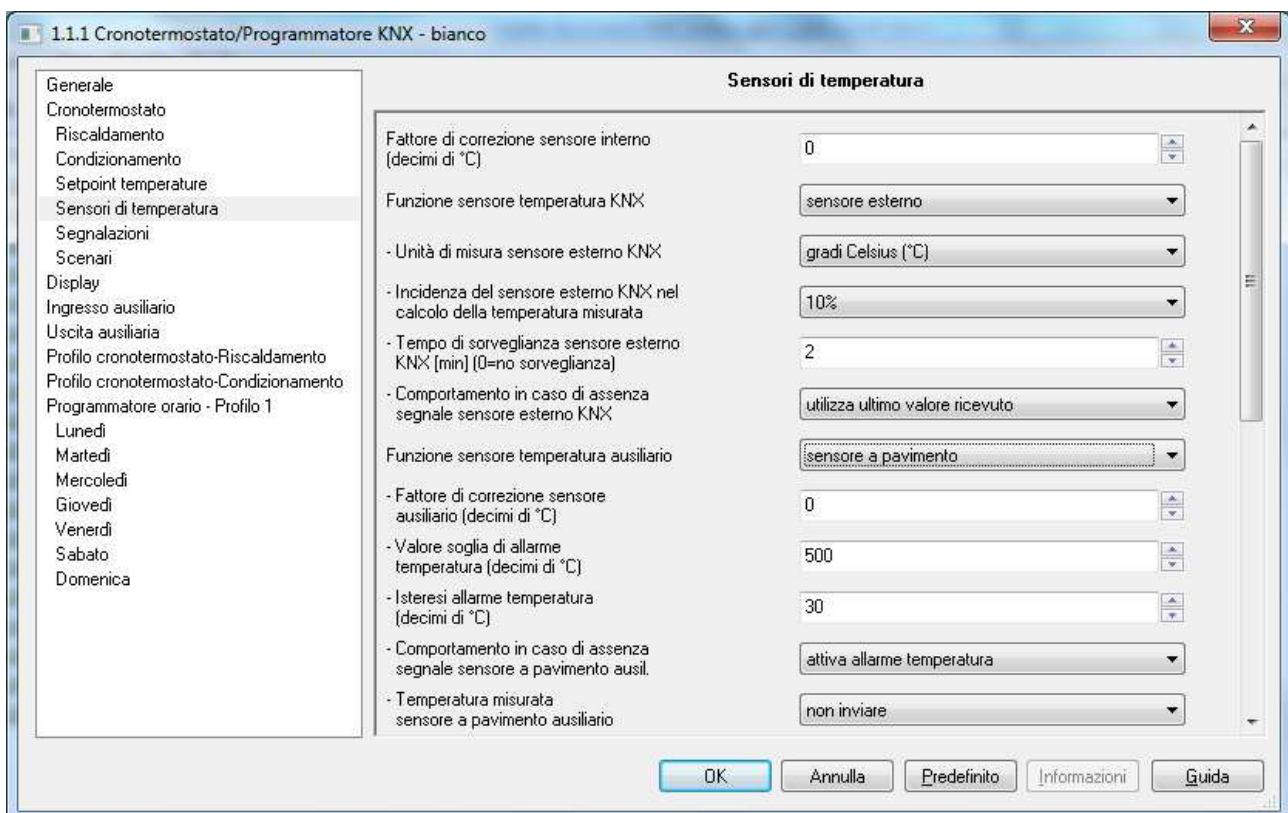 1.1.1 Cronotermostato/Programmatore KNX - bianco
Generale
Cronotermostato
Riscaldamento
Condizionamento
Setpoint temperature
Sensori di temperatura
Segnalazioni
Scenari
Display
Ingresso ausiliario
Uscita ausiliaria
Profilo cronotermostato-Riscaldamento
Profilo cronotermostato-Condizionamento
Programmatore orario - Profilo 1
Lunedì
Martedì
Mercoledì
Giovedì
Venerdì
Sabato
Domenica
Sensori di temperatura
Fattore di correzione sensore interno
(decimi di °C)
0
Funzione sensore temperatura KNX
sensore esterno
- Unità di misura sensore esterno KNX
gradi Celsius (°C)
- Incidenza del sensore esterno KNX nel
calcolo della temperatura misurata
10%
- Tempo di sorveglianza sensore esterno
KNX [min] (0=no sorveglianza)
2
- Comportamento in caso di assenza
segnale sensore esterno KNX
utilizza ultimo valore ricevuto
Funzione sensore temperatura ausiliario
sensore a pavimento
- Fattore di correzione sensore
ausiliario (decimi di °C)
0
- Valore soglia di allarme
temperatura (decimi di °C)
500
- Isteresi allarme temperatura
(decimi di °C)
30
- Comportamento in caso di assenza
segnale sensore a pavimento ausil.
attiva allarme temperatura
- Temperatura misurata
sensore a pavimento ausiliario
non inviare
OK
Annulla
Predefinito
Informazioni
Guida